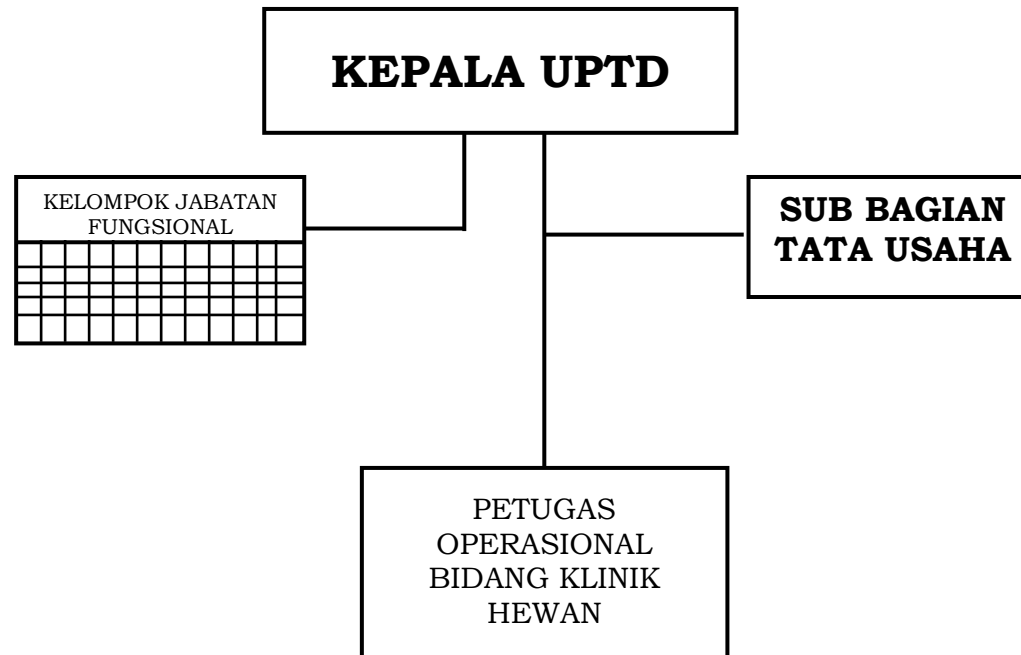 KEPALA UPTD
KELOMPOK JABATAN
FUNGSIONAL
SUB BAGIAN
TATA USAHA
PETUGAS
OPERASIONAL
BIDANG KLINIK
HEWAN